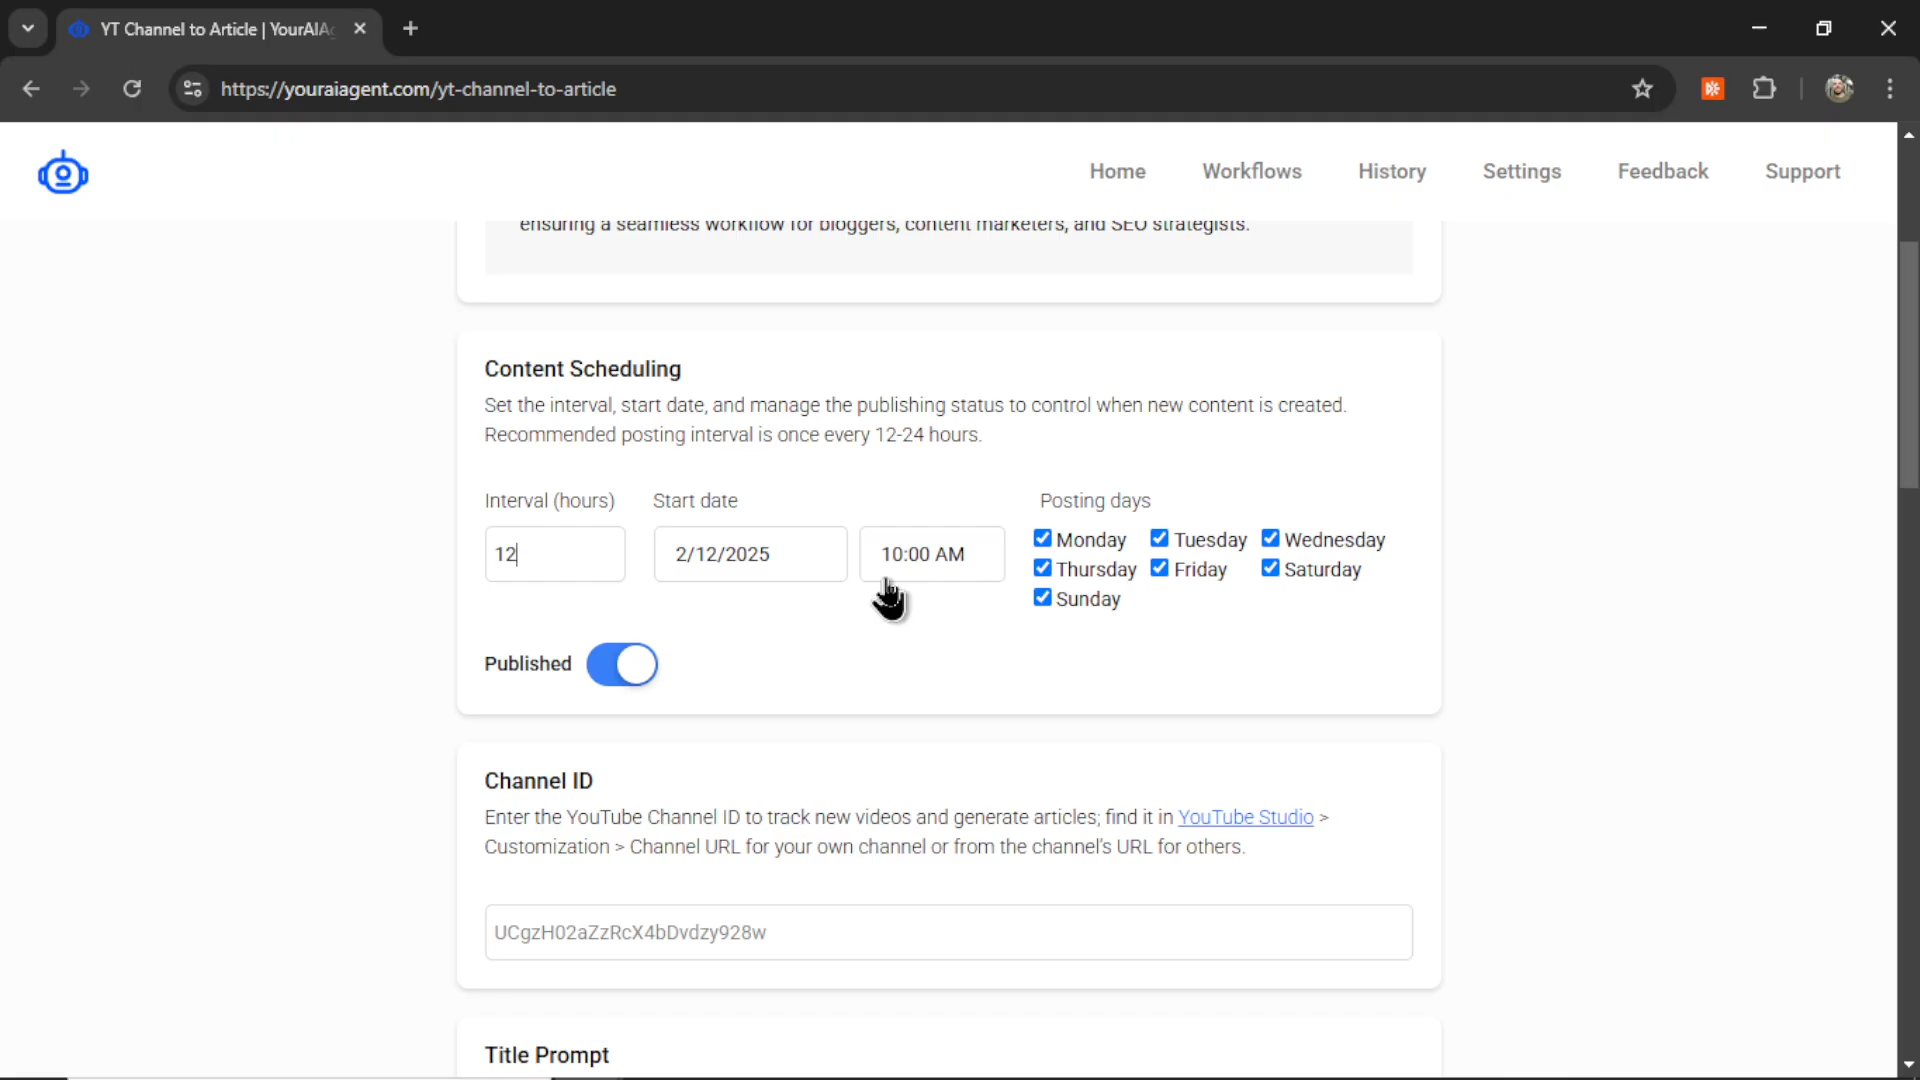 YT Channel to Article | YourAIA
https://youraiagent.com/yt-channel-to-article
Home Workflows History Settings Feedback Support
ensuring a seamless workflow for bloggers, content marketers, and SEO strategists.
Content Scheduling
Set the interval, start date, and manage the publishing status to control when new content is created.
Recommended posting interval is once every 12-24 hours.
Interval (hours) Start date Posting days
12 2/12/2025 10:00 AM
Monday Tuesday Wednesday
Thursday Friday Saturday
Sunday
Published
Channel ID
Enter the YouTube Channel ID to track new videos and generate articles; find it in YouTube Studio >
Customization > Channel URL for your own channel or from the channel's URL for others.
UCgzH02aZzRcX4bDvdzy928w
Title Prompt